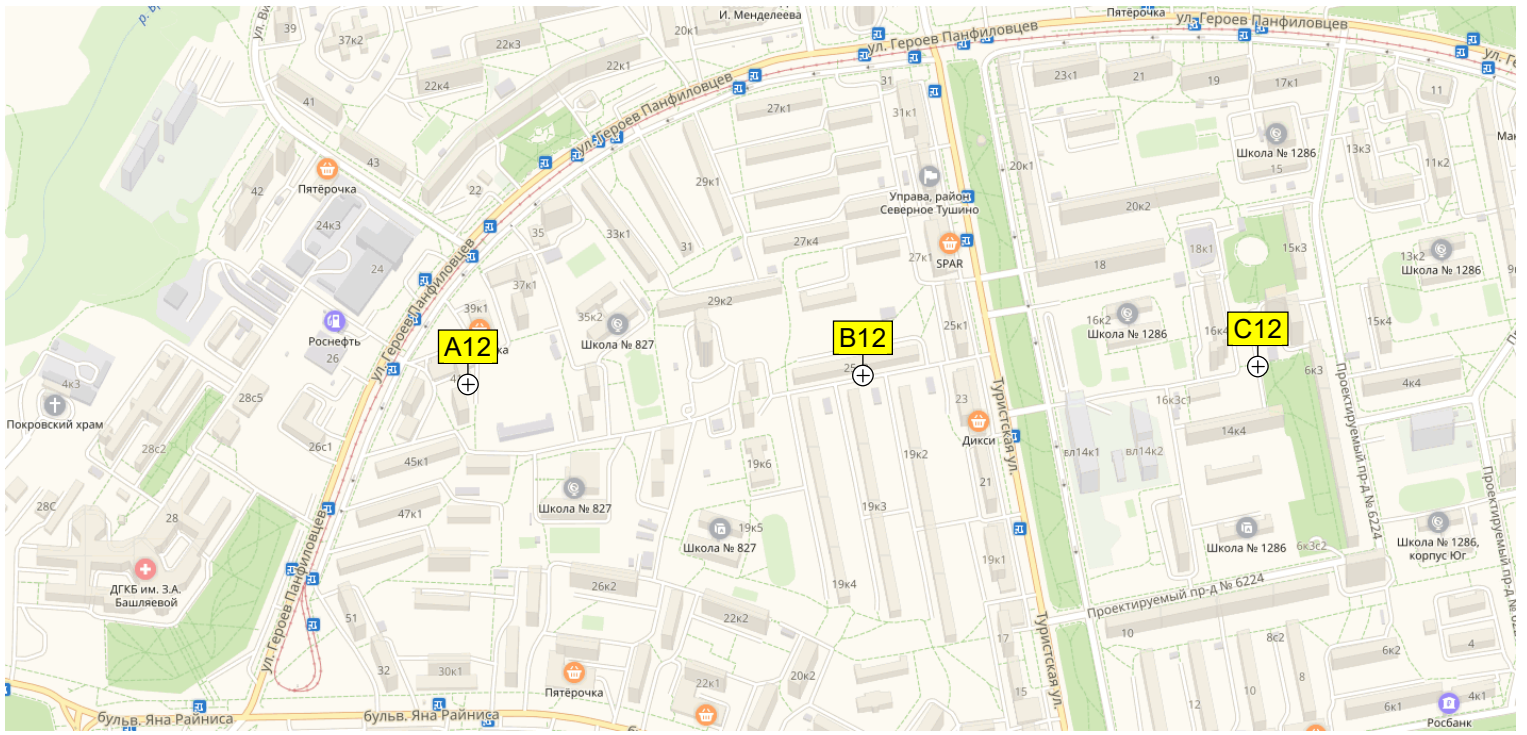 И. Менделеева
Пятёрочка
ул. Героев Панфиловцев
ул. Героев Панфиловцев
39
37к2
22к3
20к1
22к1
22к4
23к1
21
19
17к1
11
41
ул. Героев Панфиловцев
27к1
31
31к1
43
22
Школа № 1286
15
13к3
11к2
20к1
42
Пятёрочка
29к1
Управа, район
Северное Тушино
20к2
24к3
35
33к1
31
27к4
27к1
SPAR
18к1
15к3
13к2
Школа № 1286
24
ул. Героев Панфиловцев
37к1
18
39к1
35к2
29к2
Роснефть
Школа № 827
25к1
16к2
Школа № 1286
16к4
15к4
26
A12
B12
C12
4к3
28с5
6к3
4к4
Покровский храм
26с1
28с2
23
Дикси
Туристская ул.
16к3с1
14к4
вл14к1
вл14к2
Проектируемый пр-д № 6224
45к1
19к6
19к2
21
28С
28
47к1
Школа № 827
19к5
Школа № 827
19к3
Школа № 1286
6к3с2
Школа № 1286,
корпус Юг
ДГКБ им. З.А.
Башляевой
ул. Героев Панфиловцев
26к2
19к4
19к1
Проектируемый пр-д № 6224
51
22к2
17
Туристская ул.
10
8с2
6к2
4
32
30к1
Пятёрочка
22к1
20к2
15
12
10
8
6к1
4к1
Росбанк
бульв. Яна Райниса
бульв. Яна Райниса